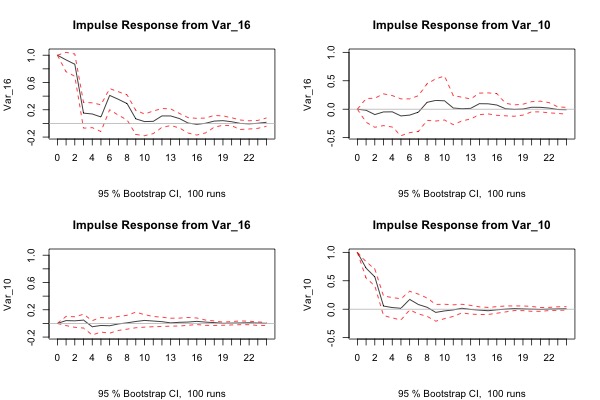 Impulse Response from Var_16
Var_16
-0.2 0.2 0.6 1.0
0 2 4 6 8 10 13 16 19 22
95 % Bootstrap CI, 100 runs
Impulse Response from Var_10
Var_16
-0.5 0.0 0.5 1.0
0 2 4 6 8 10 13 16 19 22
95 % Bootstrap CI, 100 runs
Impulse Response from Var_16
Var_10
-0.2 0.2 0.6 1.0
0 2 4 6 8 10 13 16 19 22
95 % Bootstrap CI, 100 runs
Impulse Response from Var_10
Var_10
-0.5 0.0 0.5 1.0
0 2 4 6 8 10 13 16 19 22
95 % Bootstrap CI, 100 runs